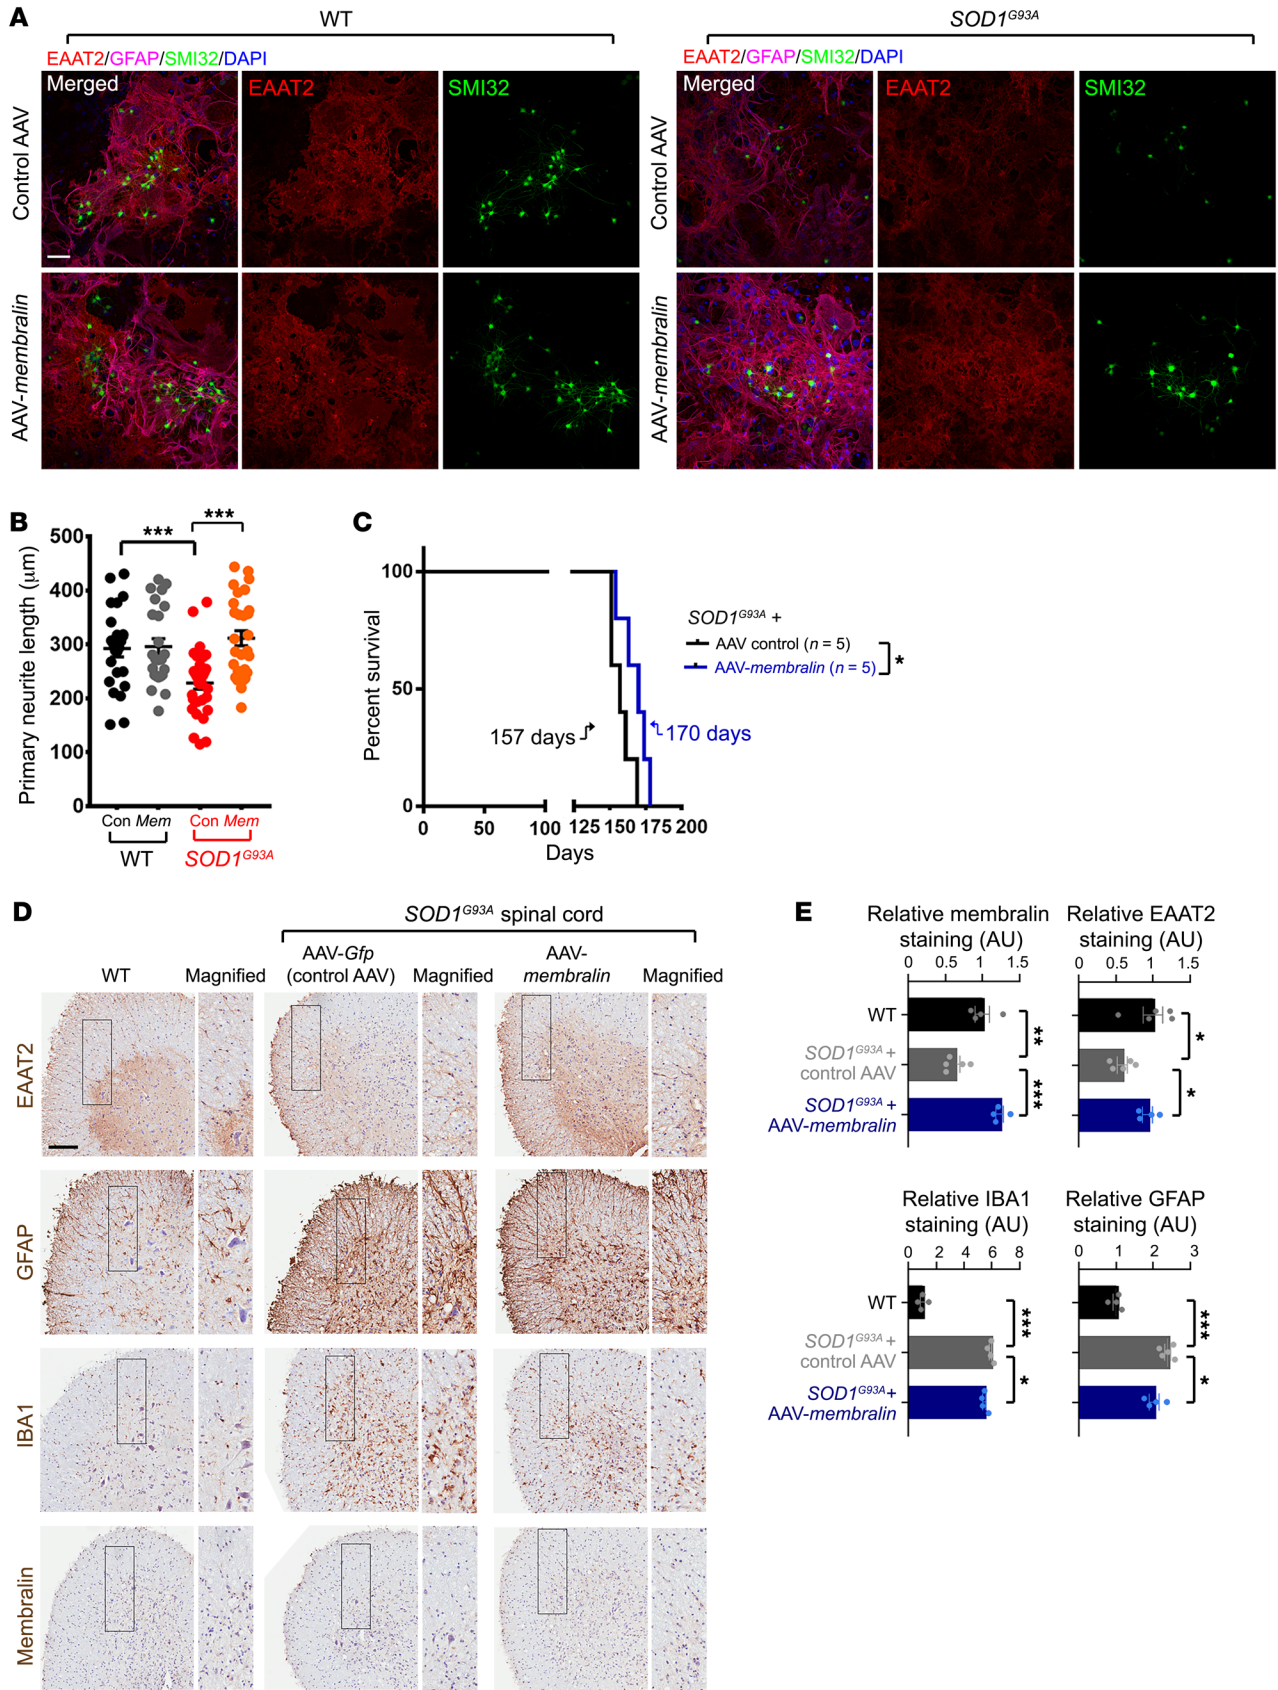 A
WT
SOD1G93A
EAAT2/GFAP/SMI32/DAPI
EAAT2/GFAP/SMI32/DAPI
Merged
EAAT2
SMI32
Merged
EAAT2
SMI32
Control AAV
Control AAV
AAV-membralin
AAV-membralin
B
***
***
Primary neurite length (μm)
500
400
300
200
100
0
Con Mem
Con Mem
WT
SOD1G93A
C
Percent survival
100
50
0
0
50
100
125
150
175
200
Days
157 days
170 days
SOD1G93A +
AAV control (n = 5)
AAV-membralin (n = 5)
*
D
SOD1G93A spinal cord
WT
Magnified
AAV-Gfp
(control AAV)
Magnified
AAV-
membralin
Magnified
EAAT2
GFAP
IBA1
Membralin
E
Relative membralin
staining (AU)
0
0.5
1
1.5
WT
SOD1G93A +
control AAV
SOD1G93A +
AAV-membralin
**
***
Relative EAAT2
staining (AU)
0
0.5
1
1.5
*
*
Relative IBA1
staining (AU)
0
2
4
6
8
WT
SOD1G93A +
control AAV
SOD1G93A +
AAV-membralin
***
*
Relative GFAP
staining (AU)
0
1
2
3
***
*